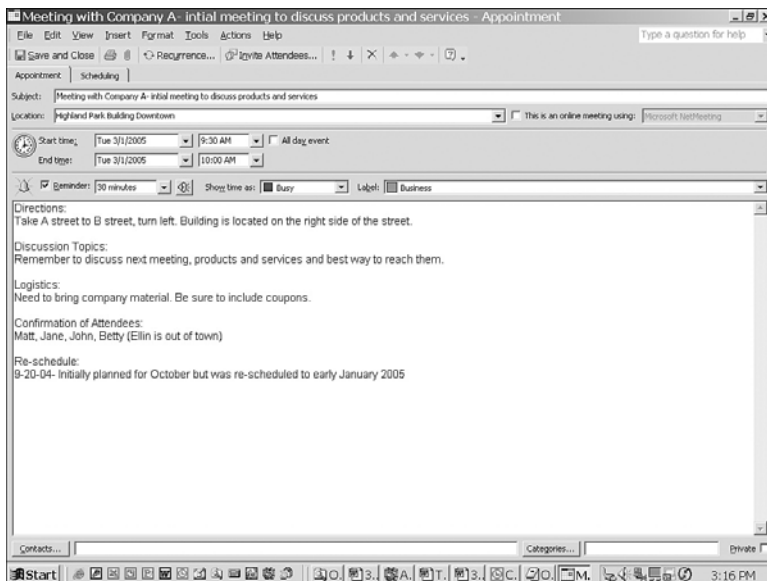 Meeting with Company A- intial meeting to discuss products and services - Appointment
File Edit View Insert Format Tools Actions Help
Type a question for help
Save and Close Recurrence... Invite Attendees...
Appointment Scheduling
Subject: Meeting with Company A- intial meeting to discuss products and services
Location: Highland Park Building Downtown This is an online meeting using: Microsoft NetMeeting
Start time: Tue 3/1/2005 9:30 AM All day event
End time: Tue 3/1/2005 10:00 AM
Reminder: 30 minutes Show time as: Busy Label: Business
Directions:
Take A street to B street, turn left. Building is located on the right side of the street.
Discussion Topics:
Remember to discuss next meeting, products and services and best way to reach them.
Logistics:
Need to bring company material. Be sure to include coupons.
Confirmation of Attendees:
Matt, Jane, John, Betty (Ellin is out of town)
Re-schedule:
9-20-04- Initially planned for October but was re-scheduled to early January 2005
Contacts... Categories... Private
Start O. 3. A. T. 3. C. O. M. 3:16 PM